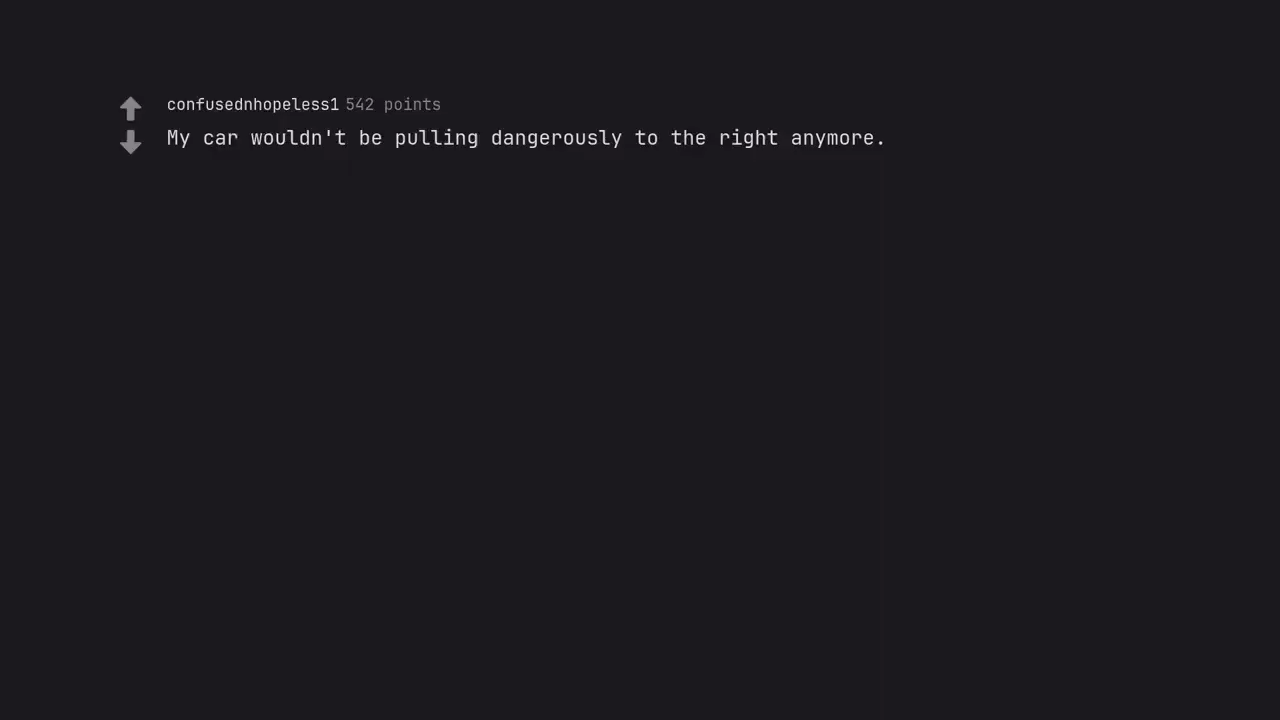 confusednhopeless1 542 points
My car wouldn't be pulling dangerously to the right anymore.